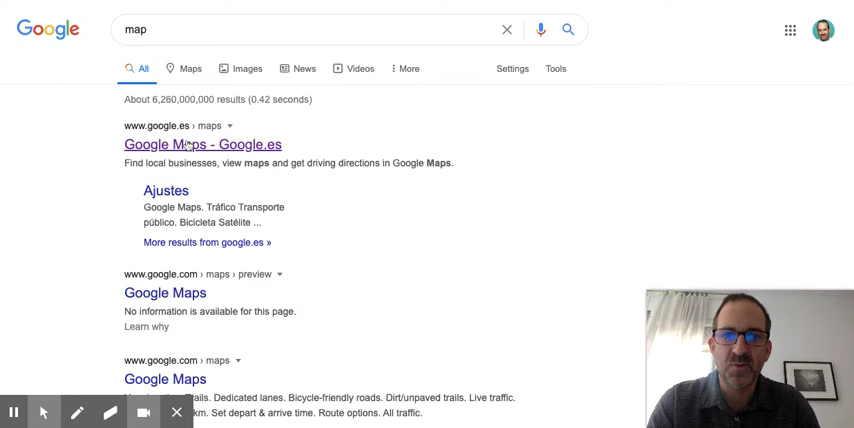 Google
map
All
Maps
Images
News
Videos
More
Settings
Tools
About 6,260,000,000 results (0.42 seconds)
www.google.es › maps
Google Maps - Google.es
Find local businesses, view maps and get driving directions in Google Maps.
Ajustes
Google Maps. Tráfico Transporte
público. Bicicleta Satélite ...
More results from google.es »
www.google.com › maps › preview
Google Maps
No information is available for this page.
Learn why
www.google.com › maps
Google Maps
Dedicated lanes. Bicycle-friendly roads. Dirt/unpaved trails. Live traffic.
km. Set depart & arrive time. Route options. All traffic.